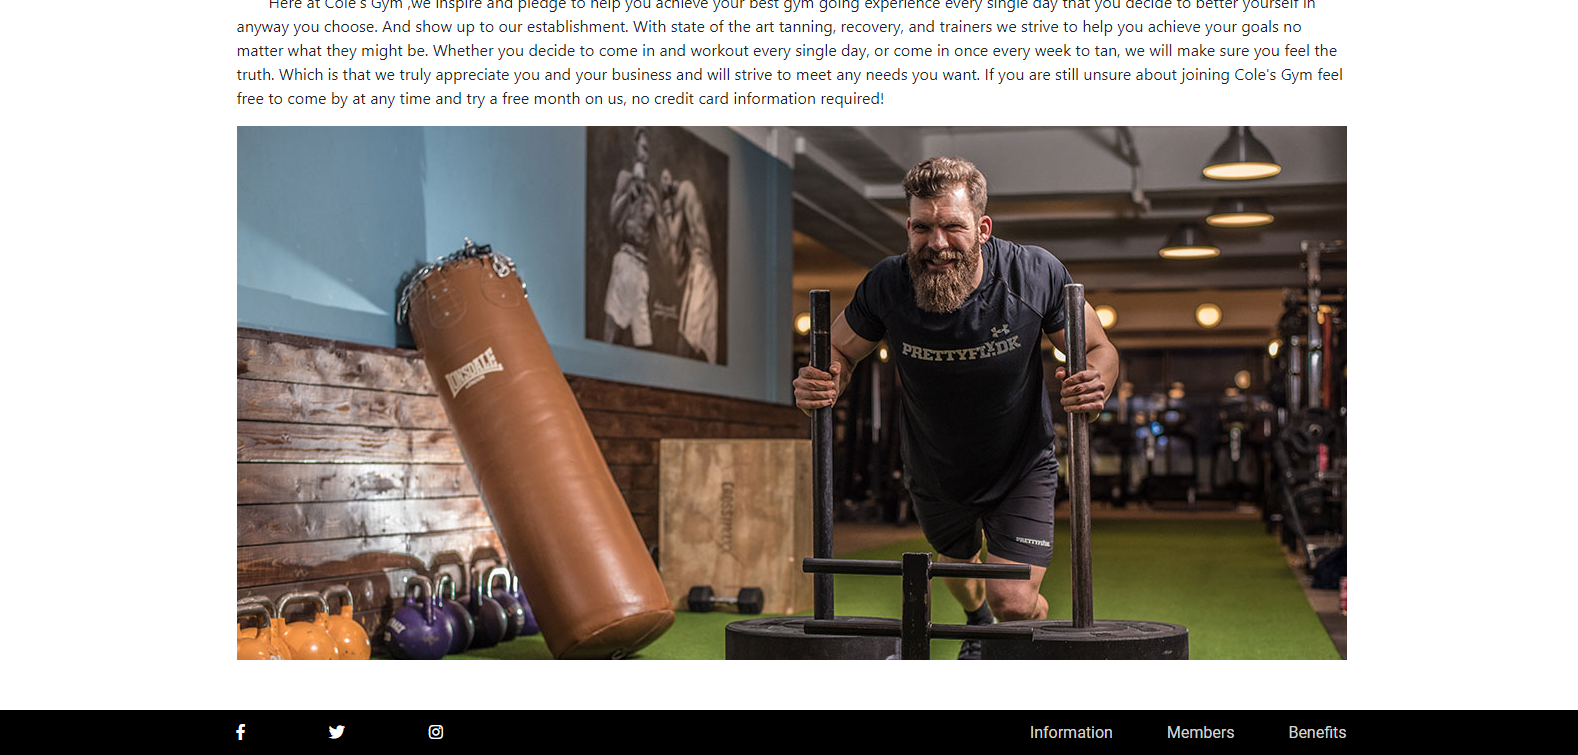 Here at Cole's Gym ,we inspire and pledge to help you achieve your best gym going experience every single day that you decide to better yourself in
anyway you choose. And show up to our establishment. With state of the art tanning, recovery, and trainers we strive to help you achieve your goals no
matter what they might be. Whether you decide to come in and workout every single day, or come in once every week to tan, we will make sure you feel the
truth. Which is that we truly appreciate you and your business and will strive to meet any needs you want. If you are still unsure about joining Cole's Gym feel
free to come by at any time and try a free month on us, no credit card information required!
LONSDALE
PRETTYFLY.DK
Information Members Benefits